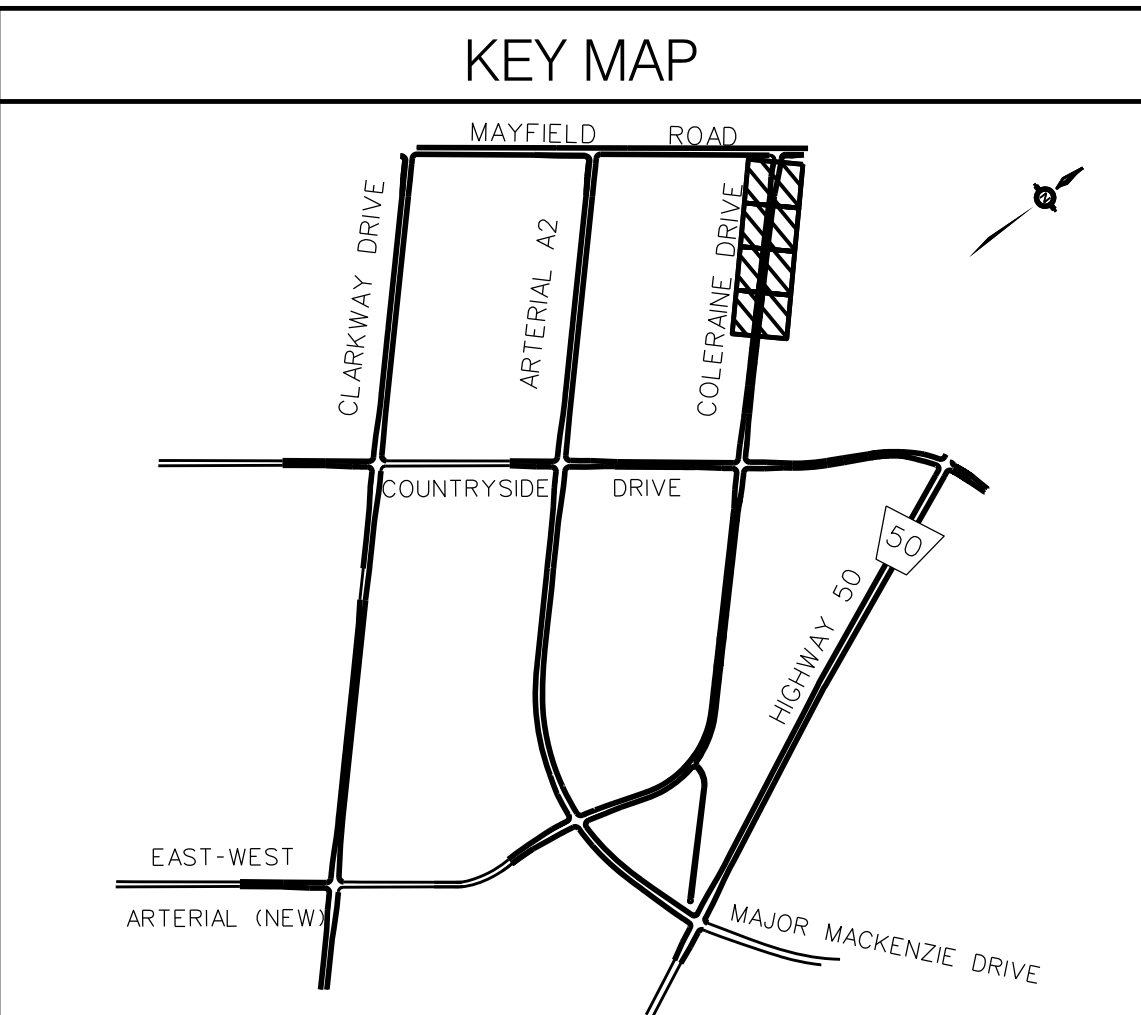 KEY MAP
MAYFIELD ROAD
CLARKWAY DRIVE
ARTERIAL A2
COLERAINE DRIVE
N
COUNTRYSIDE DRIVE
50
HIGHWAY 50
EAST-WEST
ARTERIAL (NEW)
MAJOR MACKENZIE DRIVE